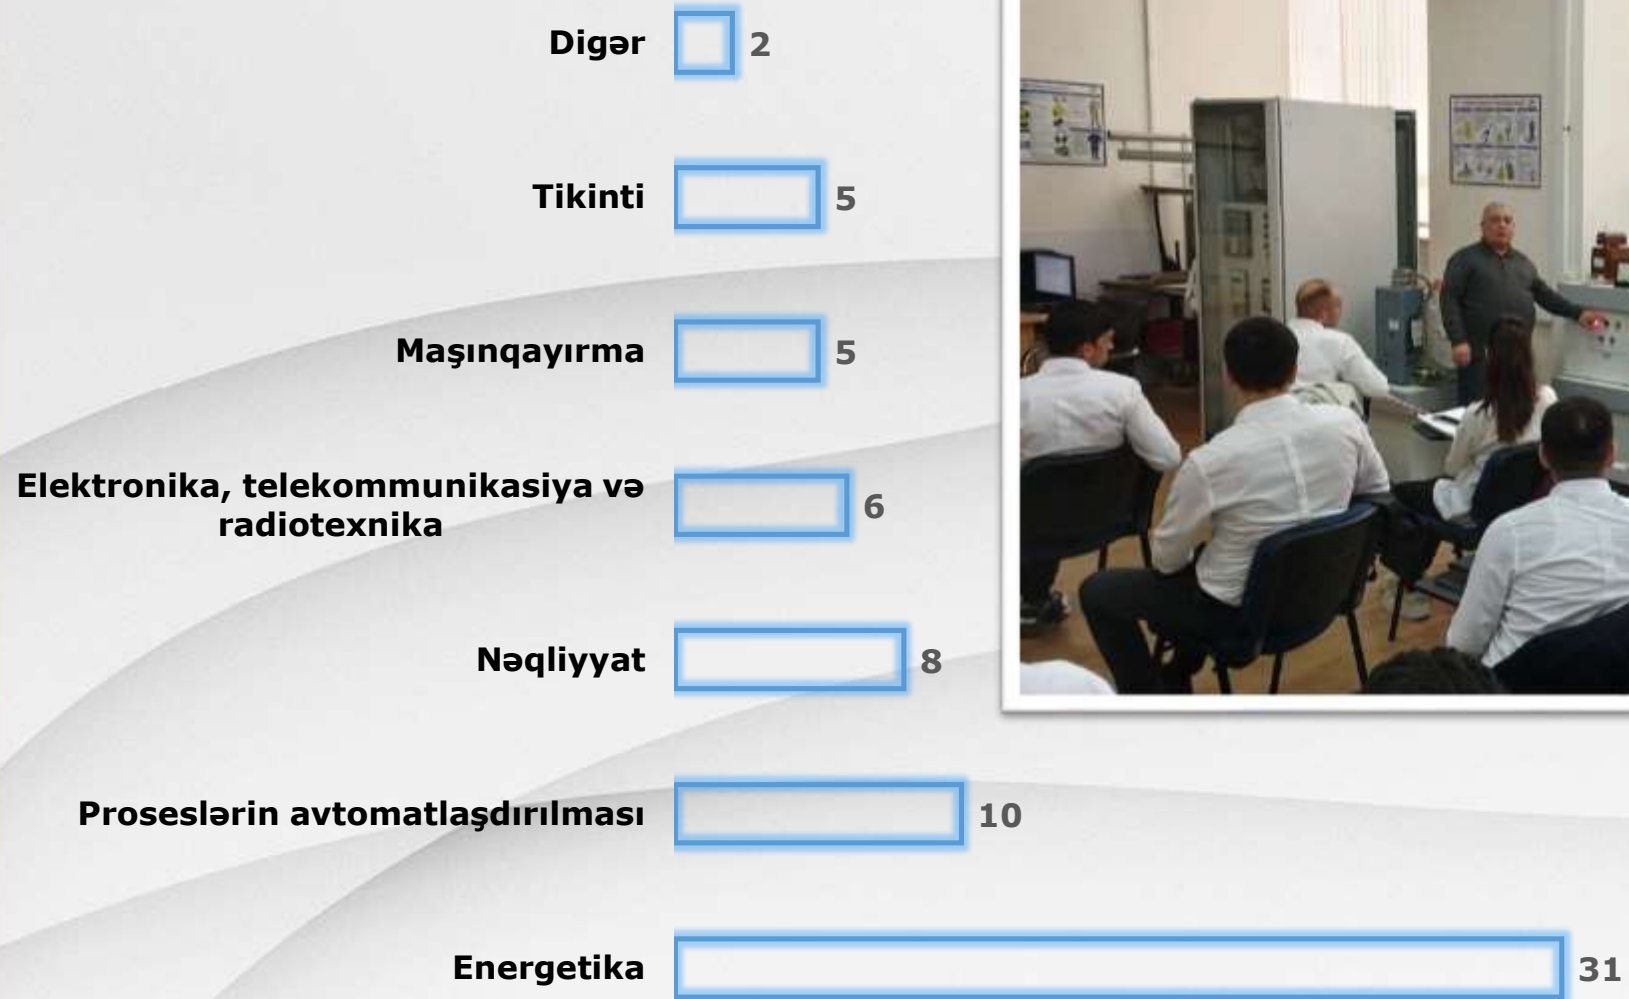 Digər 2
Tikinti 5
Maşınqayırma 5
Elektronika, telekommunikasiya və
radiotexnika 6
Nəqliyyat 8
Proseslərin avtomatlaşdırılması 10
Energetika 31